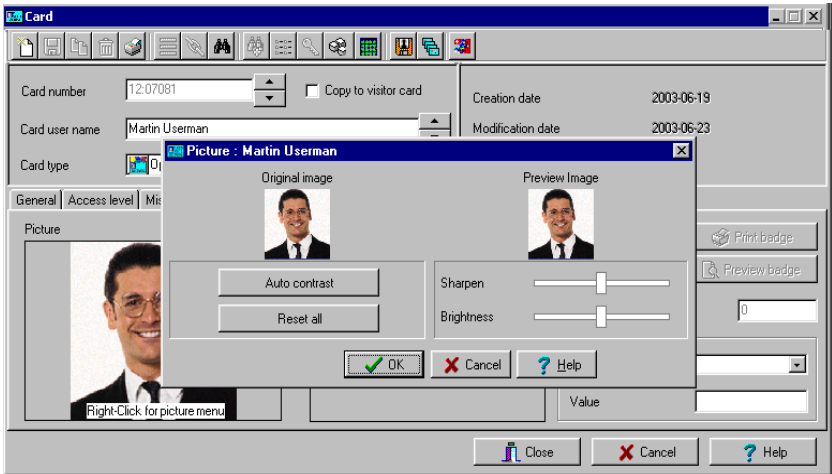 Card
Card number 12:07081 Copy to visitor card
Creation date 2003-06-19
Card user name Martin Userman
Modification date 2003-06-23
Card type
Picture : Martin Userman
Original image Preview Image
General Access level
Picture
Print badge
Auto contrast Sharpen
Preview badge
Reset all Brightness
0
OK Cancel Help
Value
Right-Click for picture menu
Close Cancel Help